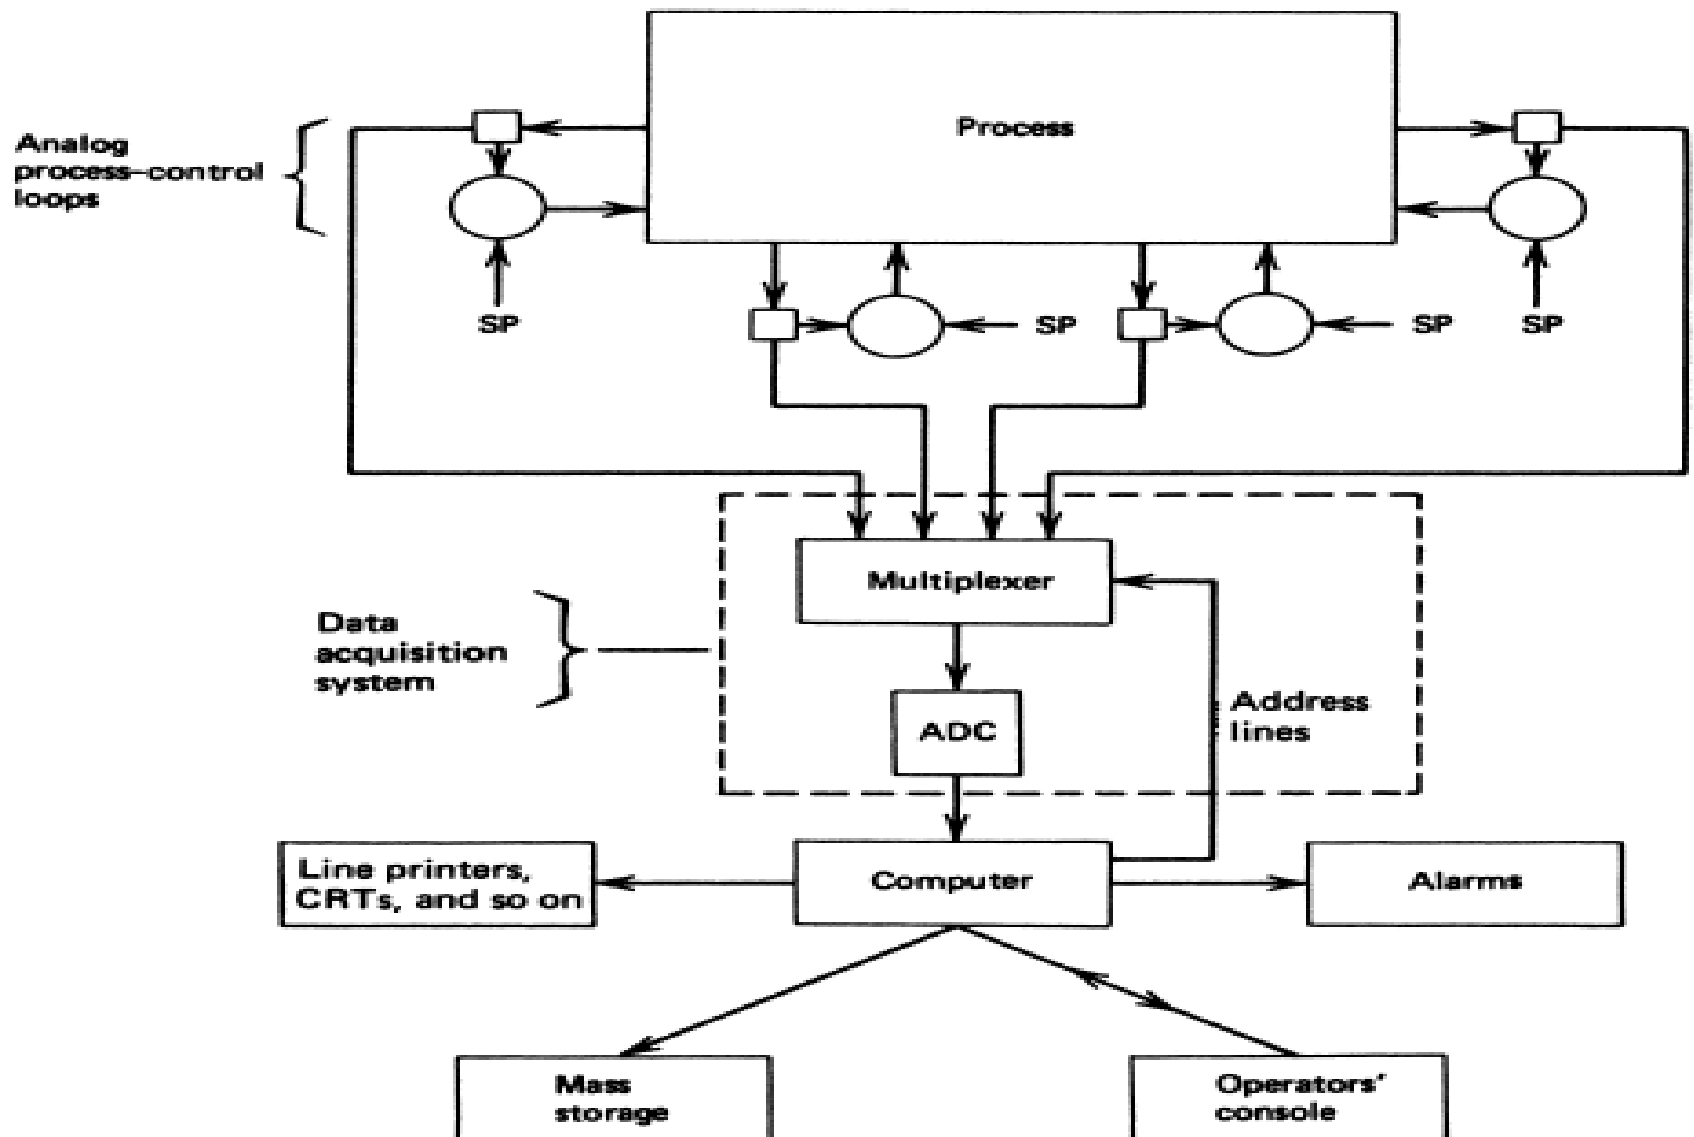 Process
Analog
process-control
loops
SP
SP
SP
SP
Multiplexer
Data
acquisition
system
ADC
Address
lines
Line printers,
CRTs, and so on
Computer
Alarms
Mass
storage
Operators'
console